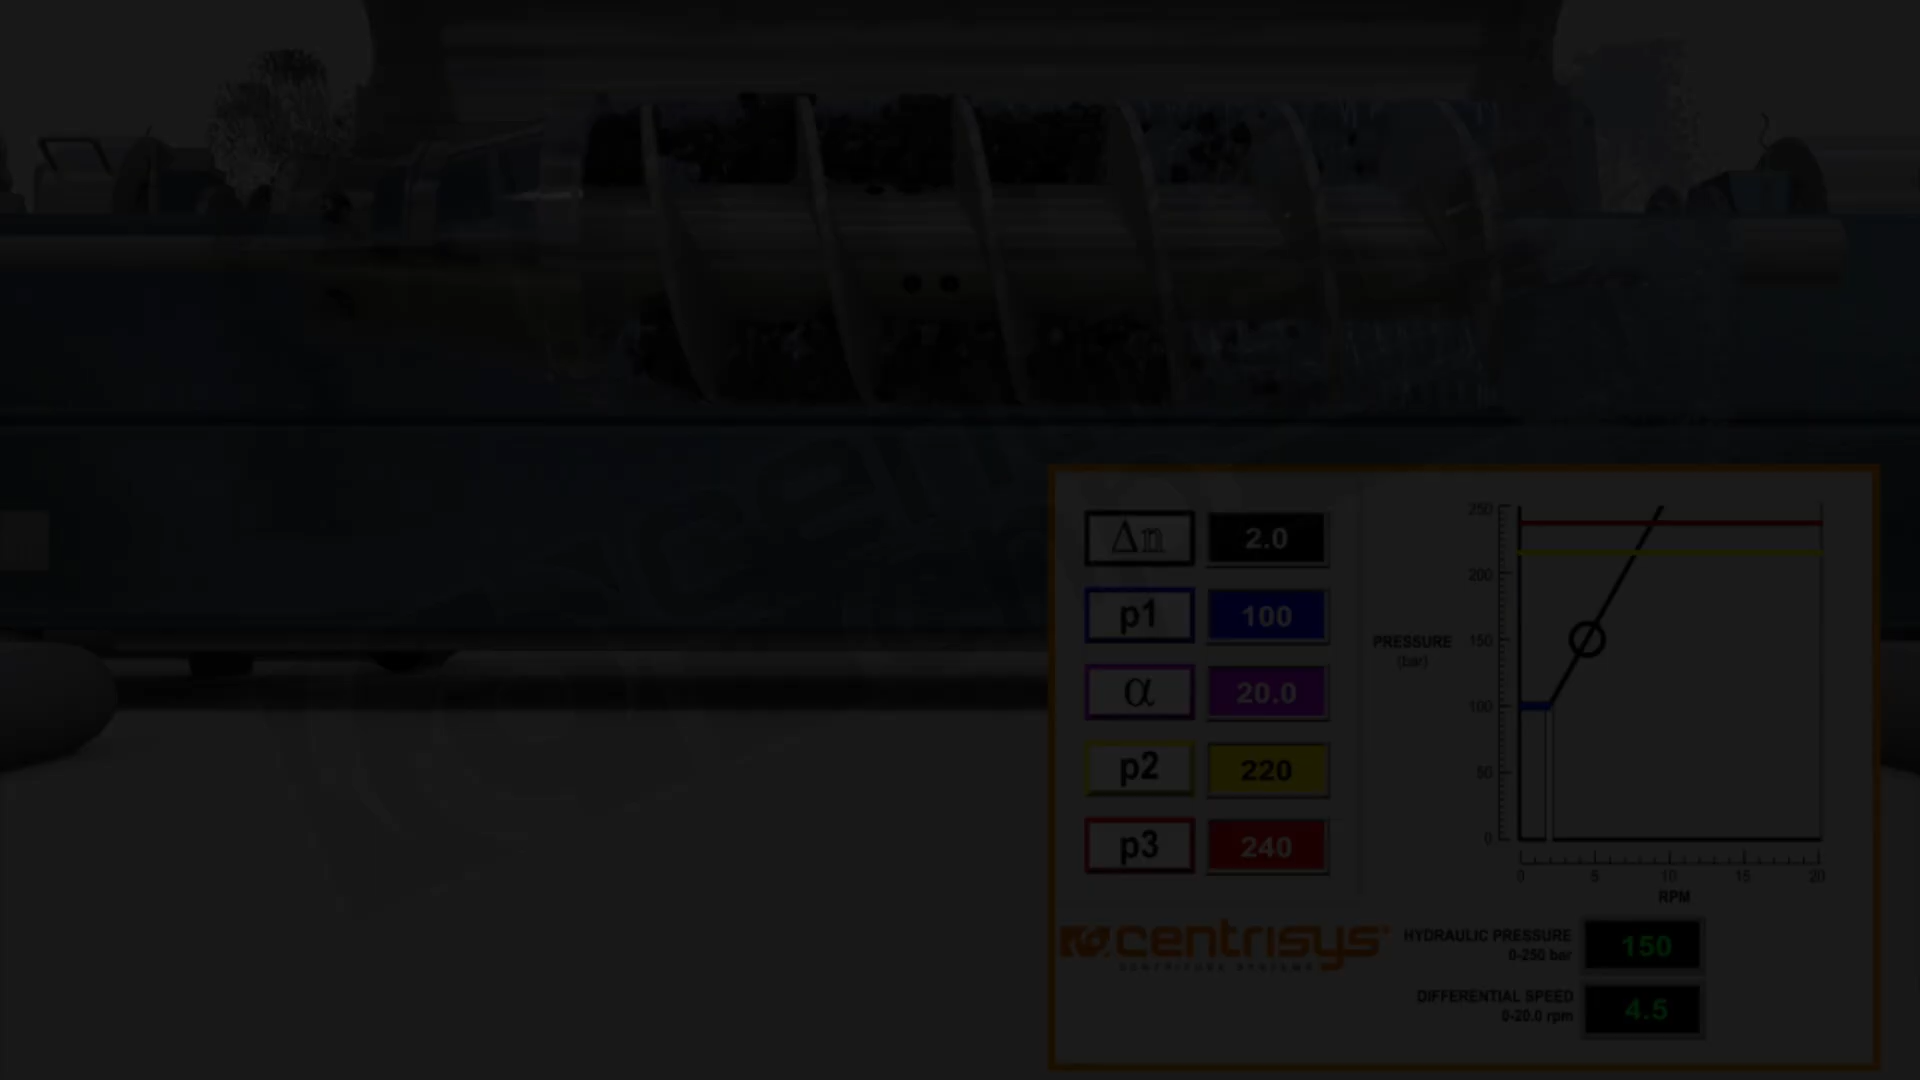 Δn 2.0
p1 100
α 20.0
p2 220
p3 240
250
200
PRESSURE 150
(bar)
100
50
0
0 5 10 15 20
RPM
centrisys
CENTRIFUGE SYSTEMS
HYDRAULIC PRESSURE 150
0-250 bar
DIFFERENTIAL SPEED 4.5
0-20.0 rpm